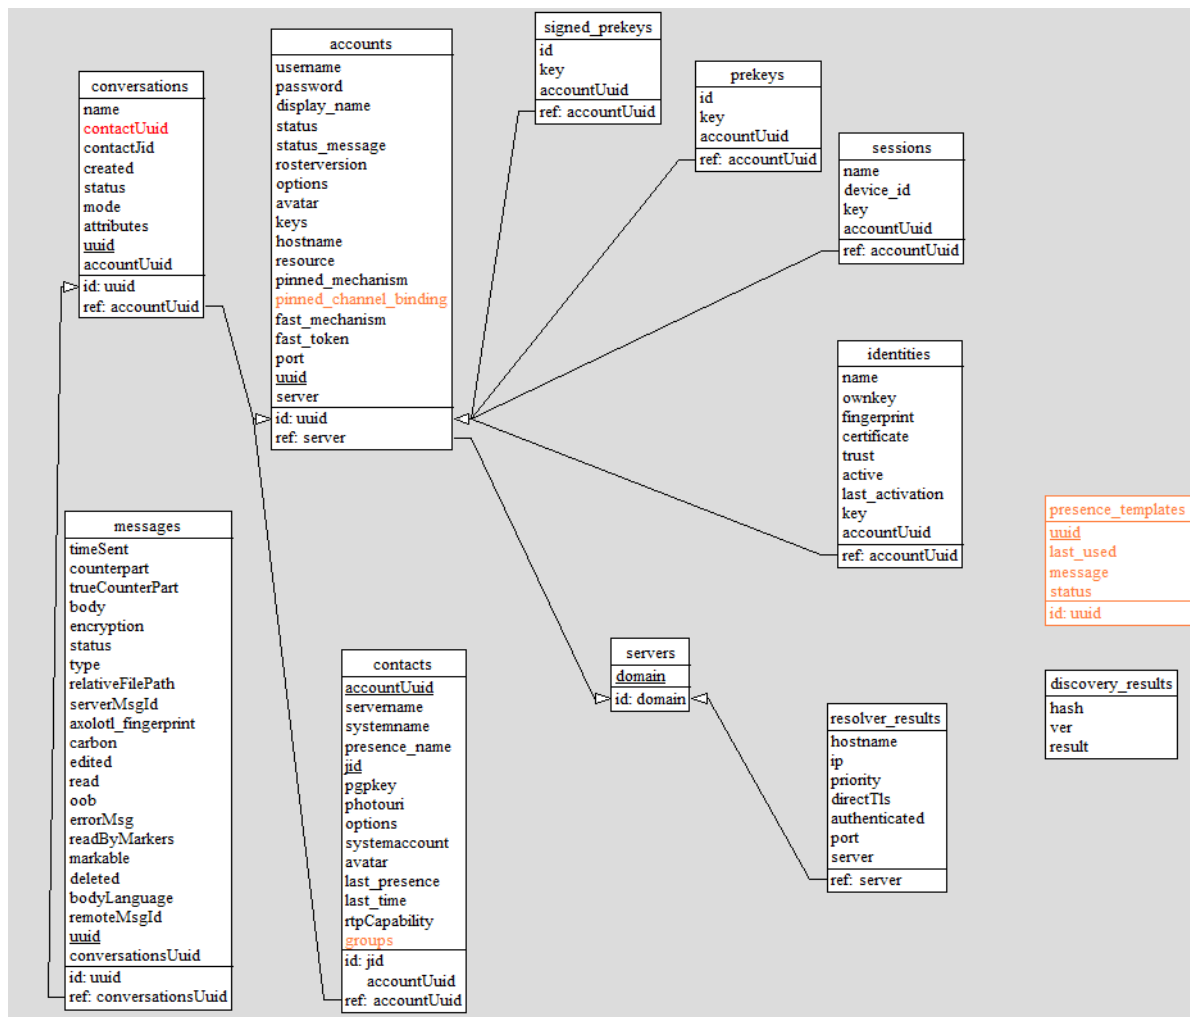 conversations
name
contactUuid
contactJid
created
status
mode
attributes
uuid
accountUuid
id: uuid
ref: accountUuid
accounts
username
password
display_name
status
status_message
rosterversion
options
avatar
keys
hostname
resource
pinned_mechanism
pinned_channel_binding
fast_mechanism
fast_token
port
uuid
server
id: uuid
ref: server
signed_prekeys
id
key
accountUuid
ref: accountUuid
prekeys
id
key
accountUuid
ref: accountUuid
sessions
name
device_id
key
accountUuid
ref: accountUuid
identities
name
ownkey
fingerprint
certificate
trust
active
last_activation
key
accountUuid
ref: accountUuid
messages
timeSent
counterpart
trueCounterPart
body
encryption
status
type
relativeFilePath
serverMsgId
axolotl_fingerprint
carbon
edited
read
oob
errorMsg
readByMarkers
markable
deleted
bodyLanguage
remoteMsgId
uuid
conversationsUuid
id: uuid
ref: conversationsUuid
contacts
accountUuid
servername
systemname
presence_name
jid
pgpkey
photouri
options
systemaccount
avatar
last_presence
last_time
rtpCapability
groups
id: jid
accountUuid
ref: accountUuid
servers
domain
id: domain
resolver_results
hostname
ip
priority
directTls
authenticated
port
server
ref: server
presence_templates
uuid
last_used
message
status
id: uuid
discovery_results
hash
ver
result